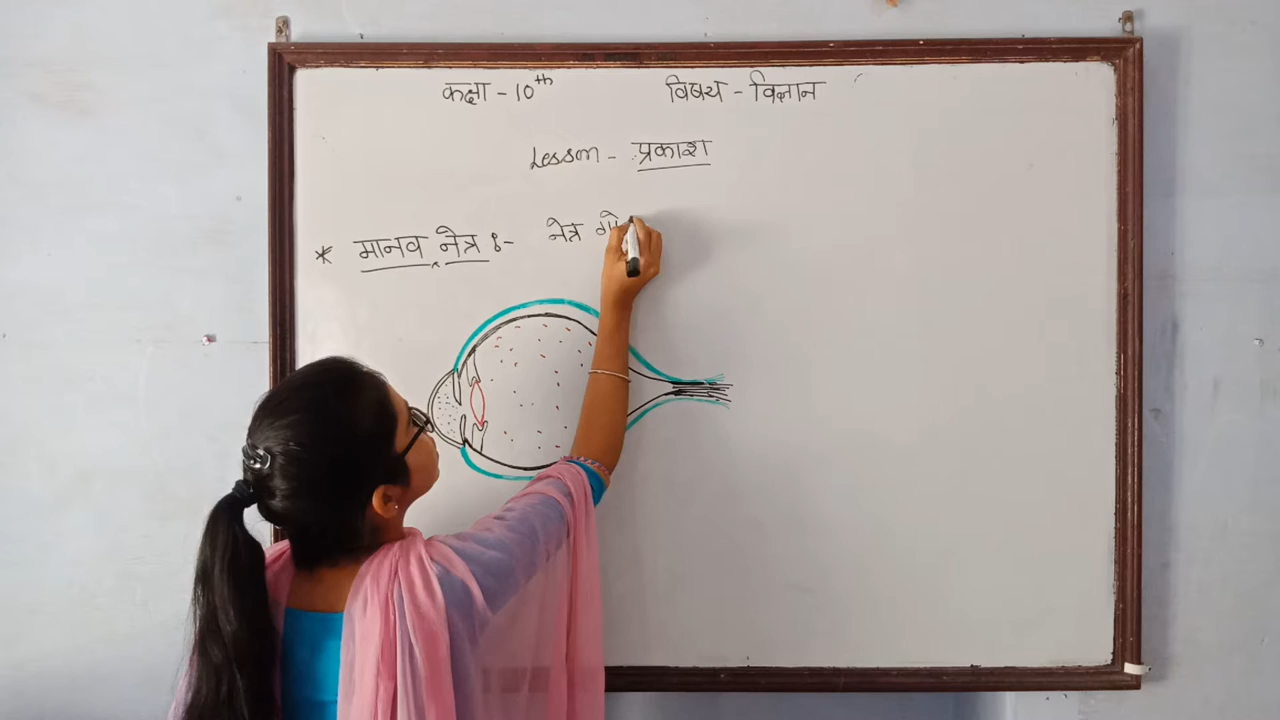 कक्षा - 10th विषय - विज्ञान
Lesson - प्रकाश
* मानव नेत्र :- नेत्र गो